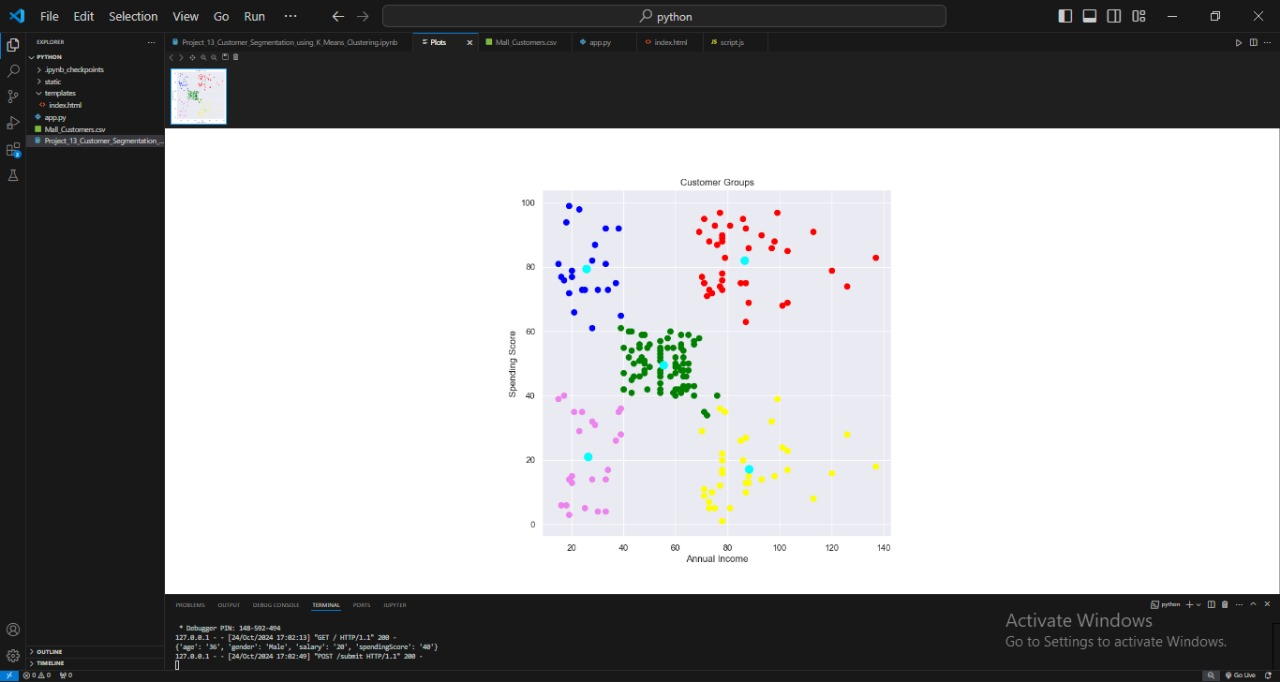 File Edit Selection View Go Run ··· python
EXPLORER ···
PYTHON
.ipynb_checkpoints
static
templates
index.html
app.py
Mall_Customers.csv
Project_13_Customer_Segmentation_...
Project_13_Customer_Segmentation_using_K_Means_Clustering.ipynb Plots Mall_Customers.csv app.py index.html JS script.js
Customer Groups
100
80
60
40
20
0
Spending Score
20 40 60 80 100 120 140
Annual Income
PROBLEMS OUTPUT DEBUG CONSOLE TERMINAL PORTS JUPYTER python
* Debugger PIN: 148-592-494
127.0.0.1 - - [24/Oct/2024 17:02:13] "GET / HTTP/1.1" 200 -
{'age': '36', 'gender': 'Male', 'salary': '20', 'spendingScore': '40'}
127.0.0.1 - - [24/Oct/2024 17:02:49] "POST /submit HTTP/1.1" 200 -
Activate Windows
Go to Settings to activate Windows.
OUTLINE
TIMELINE
0 0 0 Go Live